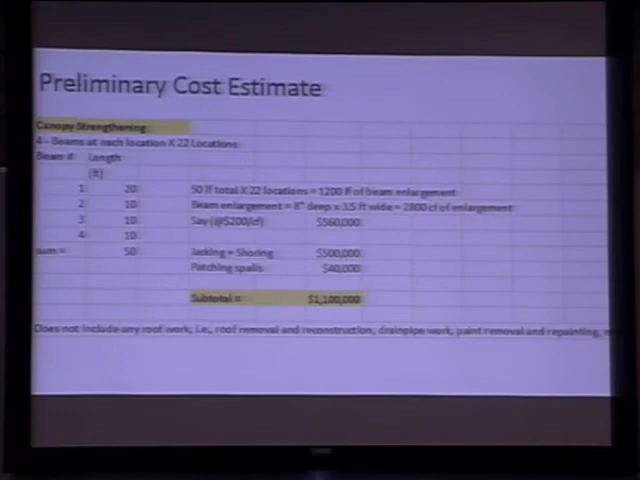 Preliminary Cost Estimate
Canopy Strengthening
4 - Beams at each location X 22 Locations
Beam # Length
(ft)
1 20 50 lf total X 22 locations = 1200 lf of beam enlargement
2 10 Beam enlargement = 8" deep x 3.5 ft wide = 2800 cf of enlargement
3 10 Say (@$200/cf) $560,000
4 10
sum = 50 Jacking + Shoring $500,000
Patching spalls $40,000
Subtotal = $1,100,000
Does not include any roof work, i.e., roof removal and reconstruction, drainpipe work, paint removal and repainting,